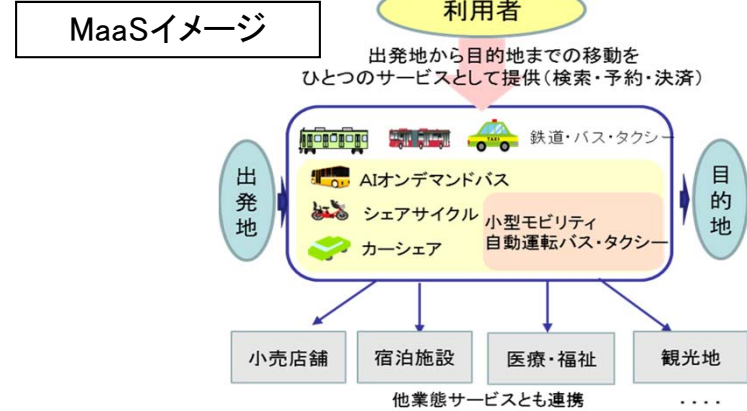 MaaSイメージ
利用者
出発地から目的地までの移動を
ひとつのサービスとして提供（検索・予約・決済）
TAXI
鉄道・バス・タクシー
出発地
AIオンデマンドバス
シェアサイクル
カーシェア
小型モビリティ
自動運転バス・タクシー
目的地
小売店舗
宿泊施設
医療・福祉
観光地
他業態サービスとも連携
・・・・